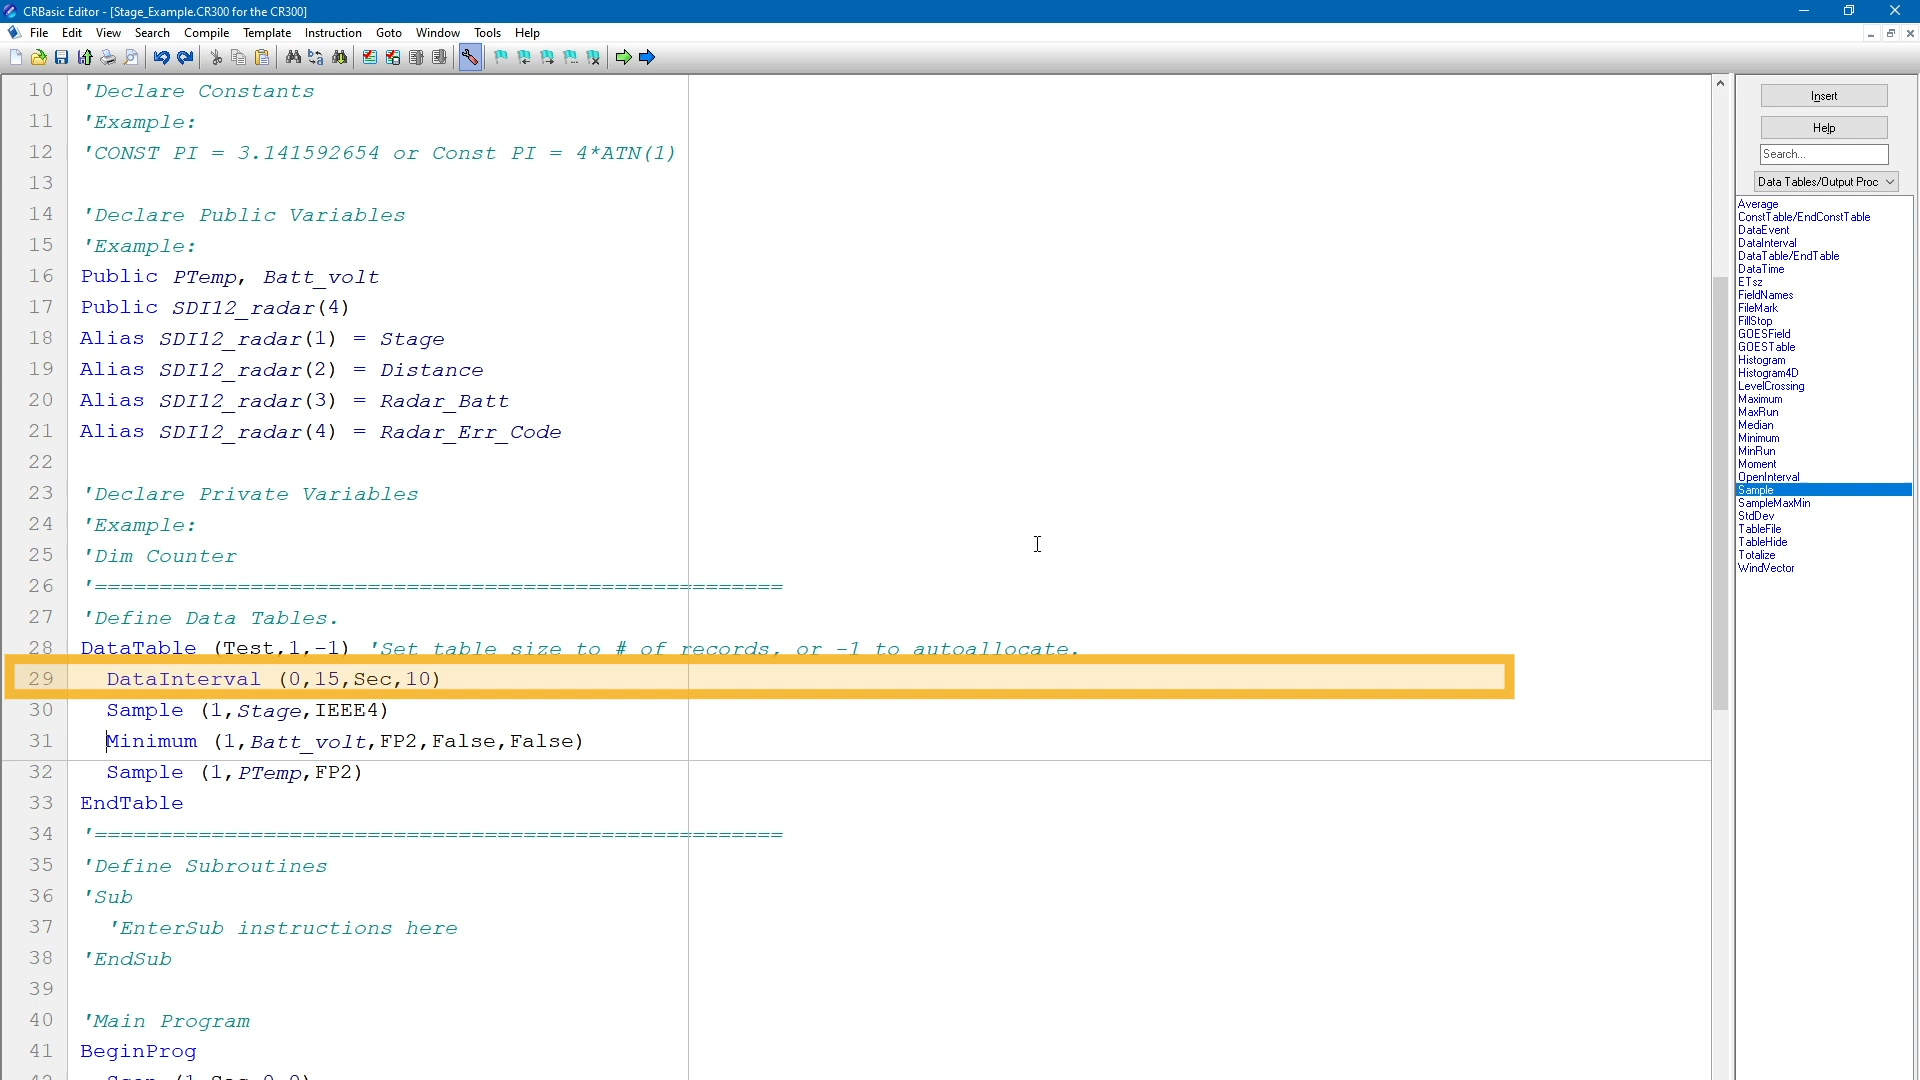 CRBasic Editor - [Stage_Example.CR300 for the CR300]
File Edit View Search Compile Template Instruction Goto Window Tools Help
10 'Declare Constants
11 'Example:
12 'CONST PI = 3.141592654 or Const PI = 4*ATN(1)
13
14 'Declare Public Variables
15 'Example:
16 Public PTemp, Batt_volt
17 Public SDI12_radar(4)
18 Alias SDI12_radar(1) = Stage
19 Alias SDI12_radar(2) = Distance
20 Alias SDI12_radar(3) = Radar_Batt
21 Alias SDI12_radar(4) = Radar_Err_Code
22
23 'Declare Private Variables
24 'Example:
25 'Dim Counter
26 '=====================================================
27 'Define Data Tables.
28 DataTable (Test,1,-1) 'Set table size to # of records, or -1 to autoallocate.
29 DataInterval (0,15,Sec,10)
30 Sample (1,Stage,IEEE4)
31 Minimum (1,Batt_volt,FP2,False,False)
32 Sample (1,PTemp,FP2)
33 EndTable
34 '=====================================================
35 'Define Subroutines
36 'Sub
37 'EnterSub instructions here
38 'EndSub
39
40 'Main Program
41 BeginProg
Insert
Help
Search...
Data Tables/Output Proc
Average
ConstTable/EndConstTable
DataEvent
DataInterval
DataTable/EndTable
DataTime
ETsz
FieldNames
FileMark
FillStop
GOESField
GOESTable
Histogram
Histogram4D
LevelCrossing
Maximum
MaxRun
Median
Minimum
MinRun
Moment
OpenInterval
Sample
SampleMaxMin
StdDev
TableFile
TableHide
Totalize
WindVector